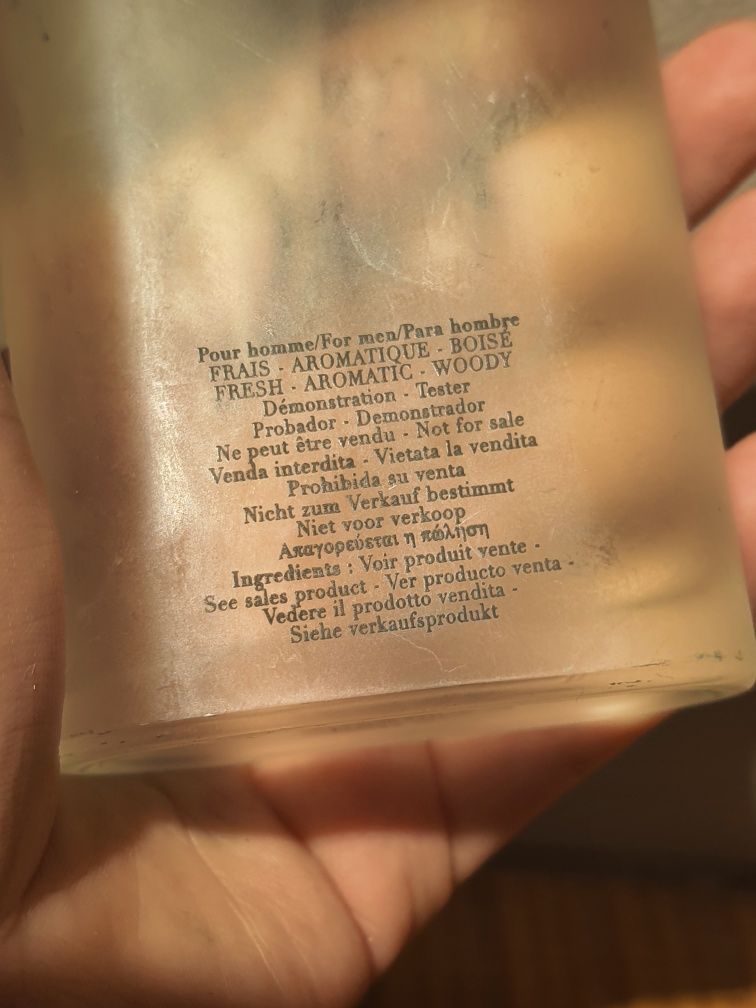 Pour homme/For men/Para hombre
FRAIS - AROMATIQUE - BOISÉ
FRESH - AROMATIC - WOODY
Démonstration - Tester
Probador - Demonstrador
Ne peut être vendu - Not for sale
Venda interdita - Vietata la vendita
Prohibida su venta
Nicht zum Verkauf bestimmt
Niet voor verkoop
Απαγορεύεται η πώληση
Ingredients : Voir produit vente -
See sales product - Ver producto venta -
Vedere il prodotto vendita -
Siehe verkaufsprodukt